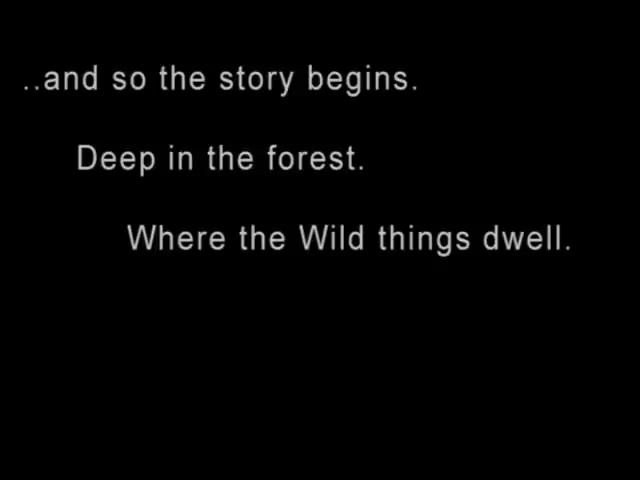 ..and so the story begins.
Deep in the forest.
Where the Wild things dwell.